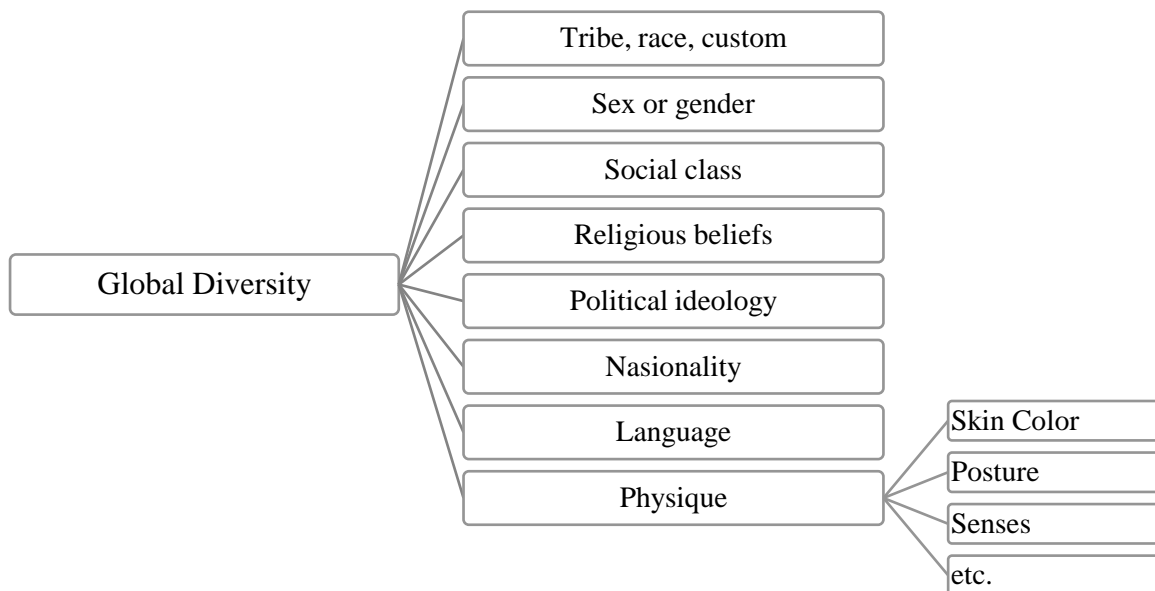 Global Diversity
Tribe, race, custom
Sex or gender
Social class
Religious beliefs
Political ideology
Nasionality
Language
Physique
Skin Color
Posture
Senses
etc.